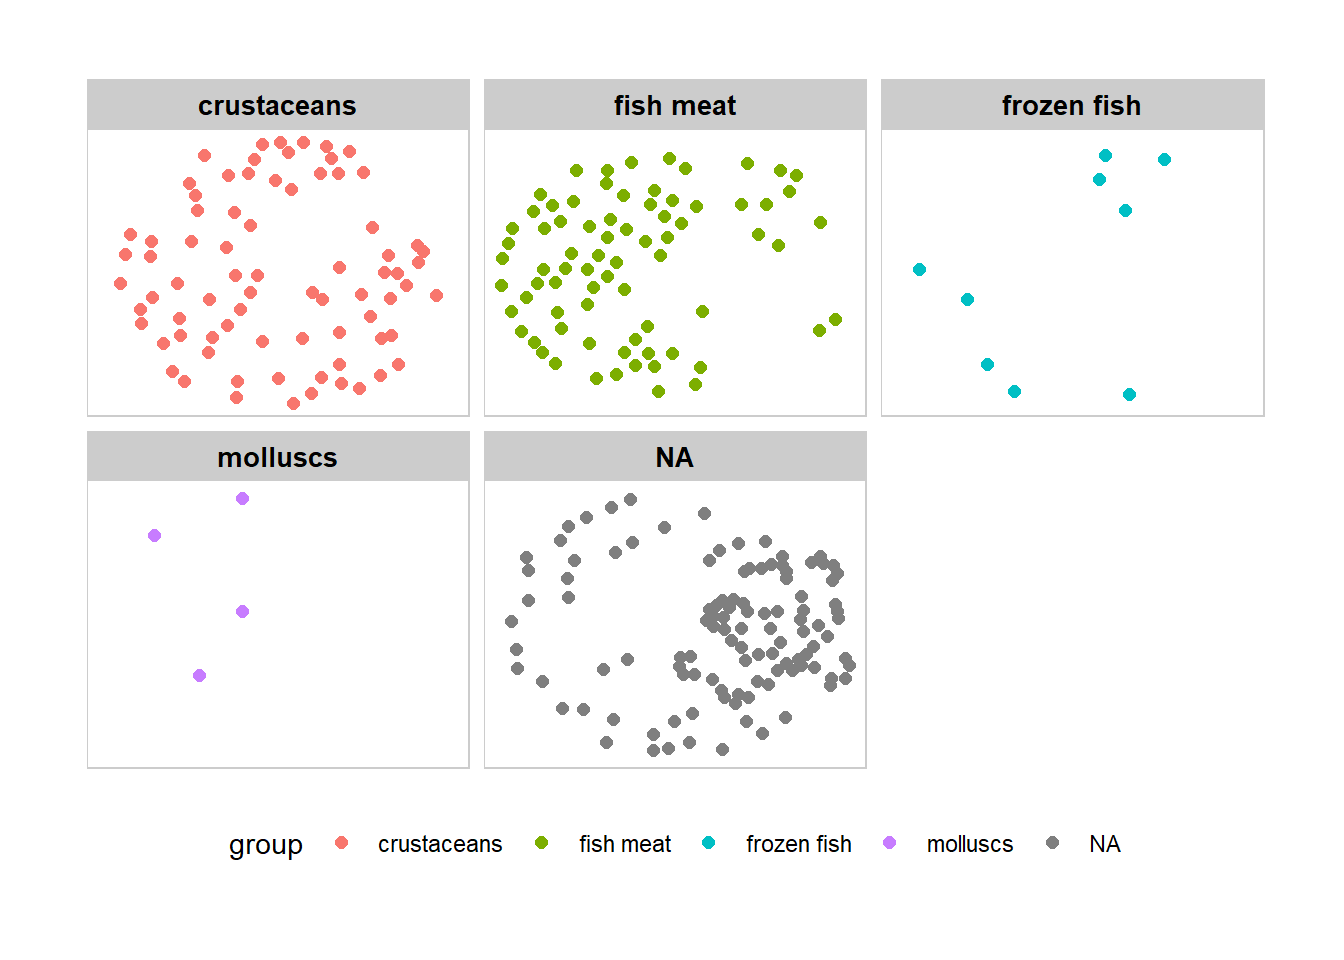 crustaceans
fish meat
frozen fish
molluscs
NA
group crustaceans fish meat frozen fish molluscs NA